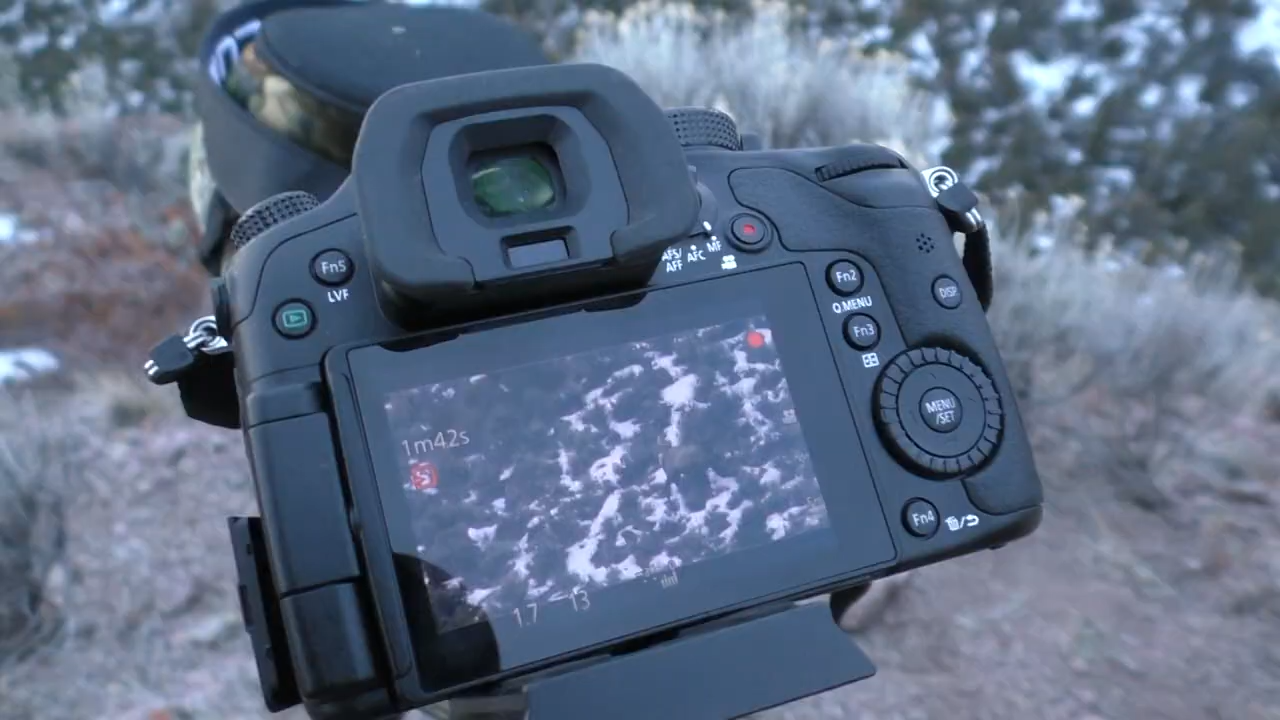 Fn5
LVF
AFS/
AFF AFC MF
Fn2
Q.MENU
DISP
Fn3
MENU
/SET
Fn4
1m42s
S
1.7 13